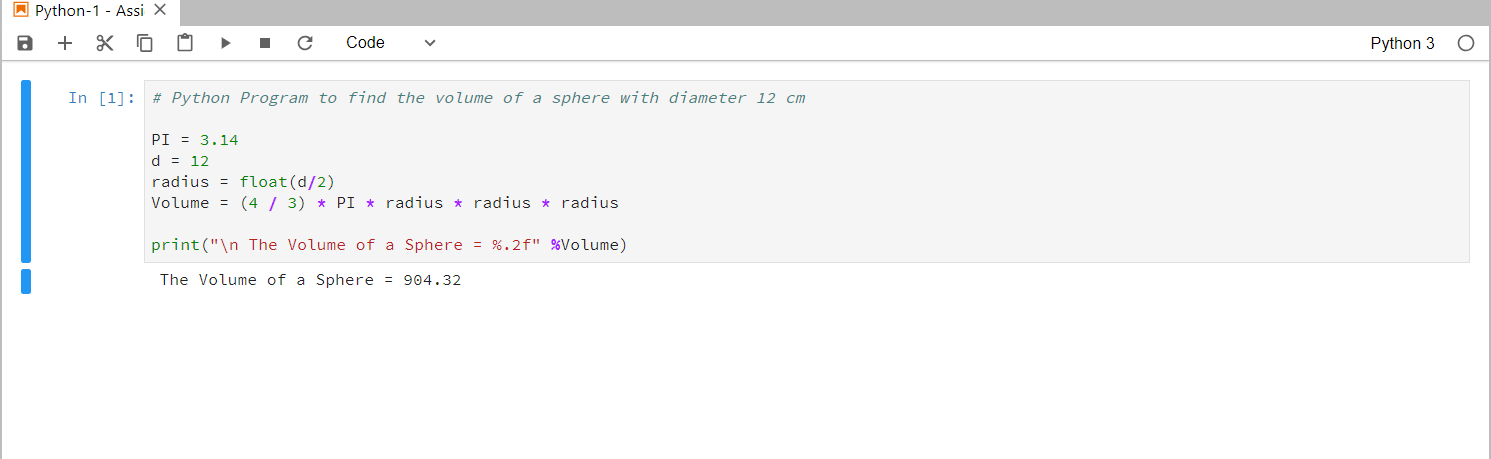 Python-1 - Assi
Code
Python 3
In [1]:
# Python Program to find the volume of a sphere with diameter 12 cm
PI = 3.14
d = 12
radius = float(d/2)
Volume = (4 / 3) * PI * radius * radius * radius
print("\n The Volume of a Sphere = %.2f" %Volume)
The Volume of a Sphere = 904.32